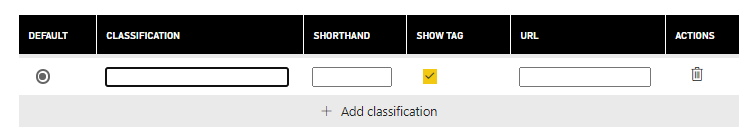 DEFAULT CLASSIFICATION SHORTHAND SHOW TAG URL ACTIONS
+ Add classification